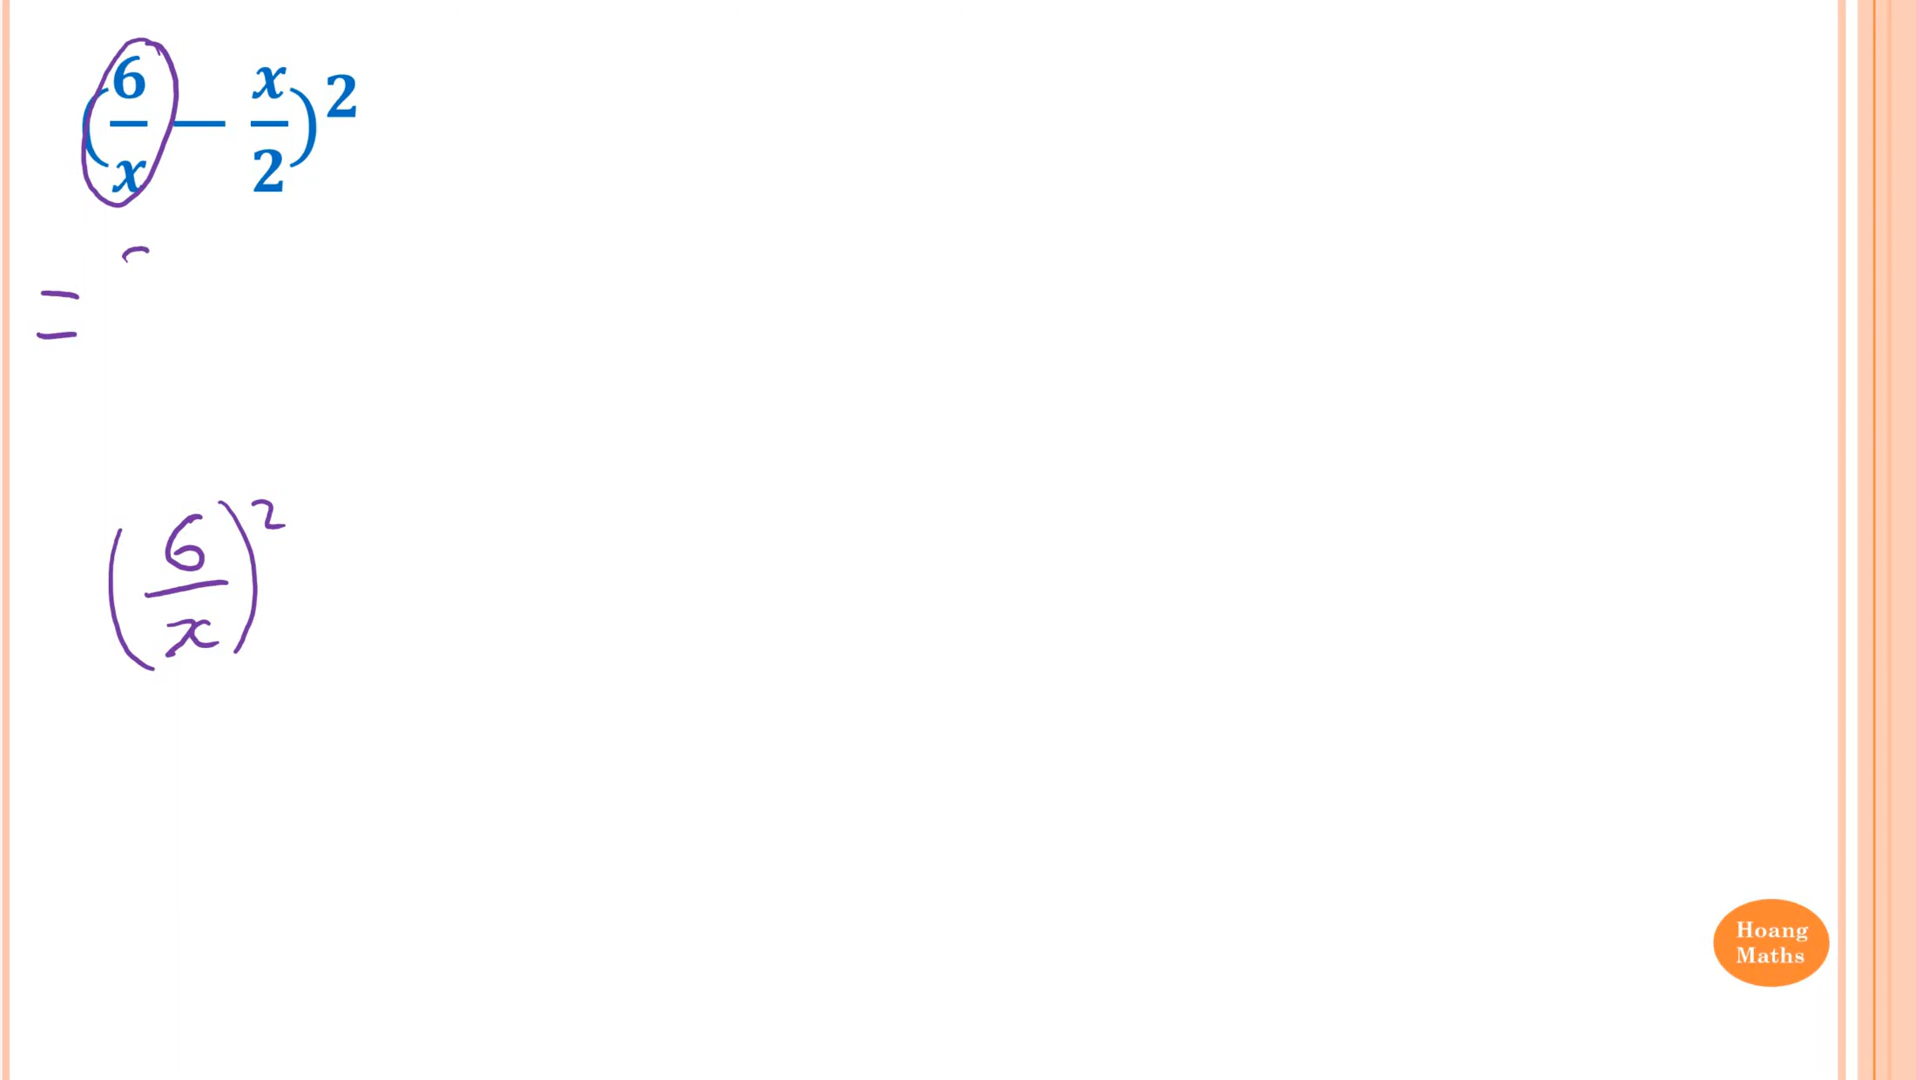 (6/x − x/2)²
=
(6/x)²
Hoang
Maths